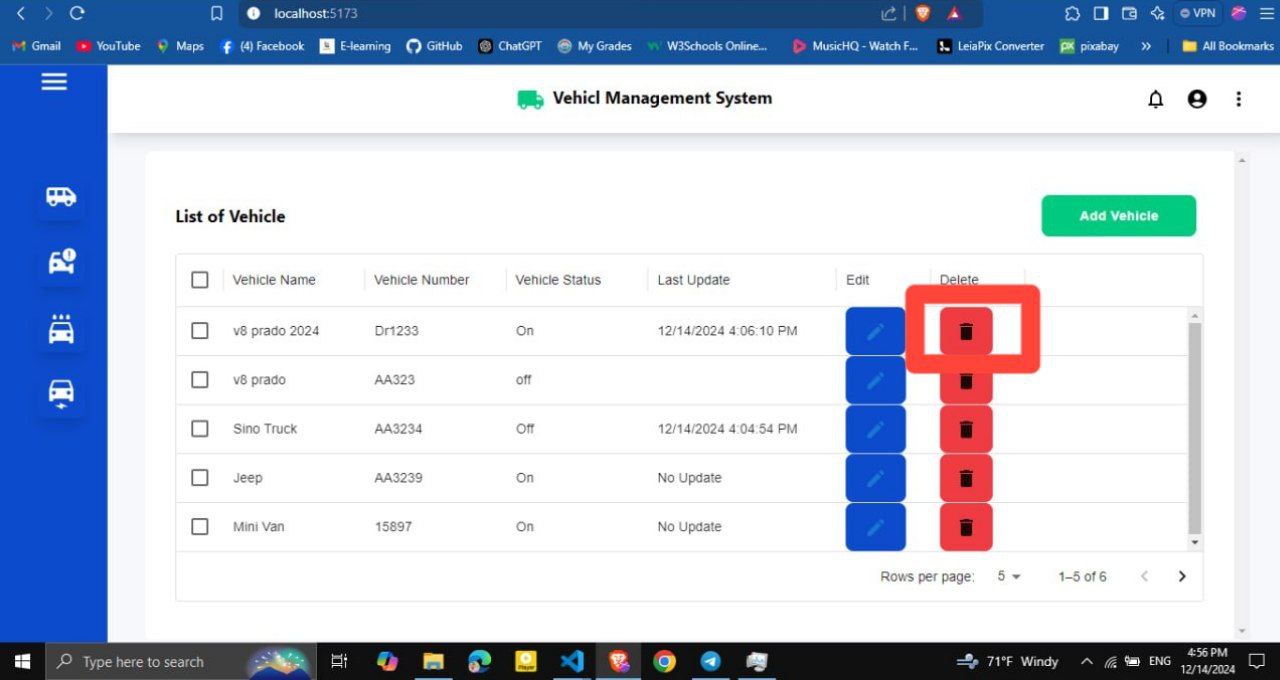 localhost:5173
VPN
Gmail YouTube Maps (4) Facebook E-learning GitHub ChatGPT My Grades W3Schools Online... MusicHQ - Watch F... LeiaPix Converter pixabay » All Bookmarks
Vehicl Management System
List of Vehicle
Add Vehicle
Vehicle Name Vehicle Number Vehicle Status Last Update Edit Delete
v8 prado 2024 Dr1233 On 12/14/2024 4:06:10 PM
v8 prado AA323 off
Sino Truck AA3234 Off 12/14/2024 4:04:54 PM
Jeep AA3239 On No Update
Mini Van 15897 On No Update
Rows per page: 5 1–5 of 6
Type here to search
71°F Windy
ENG
4:56 PM
12/14/2024